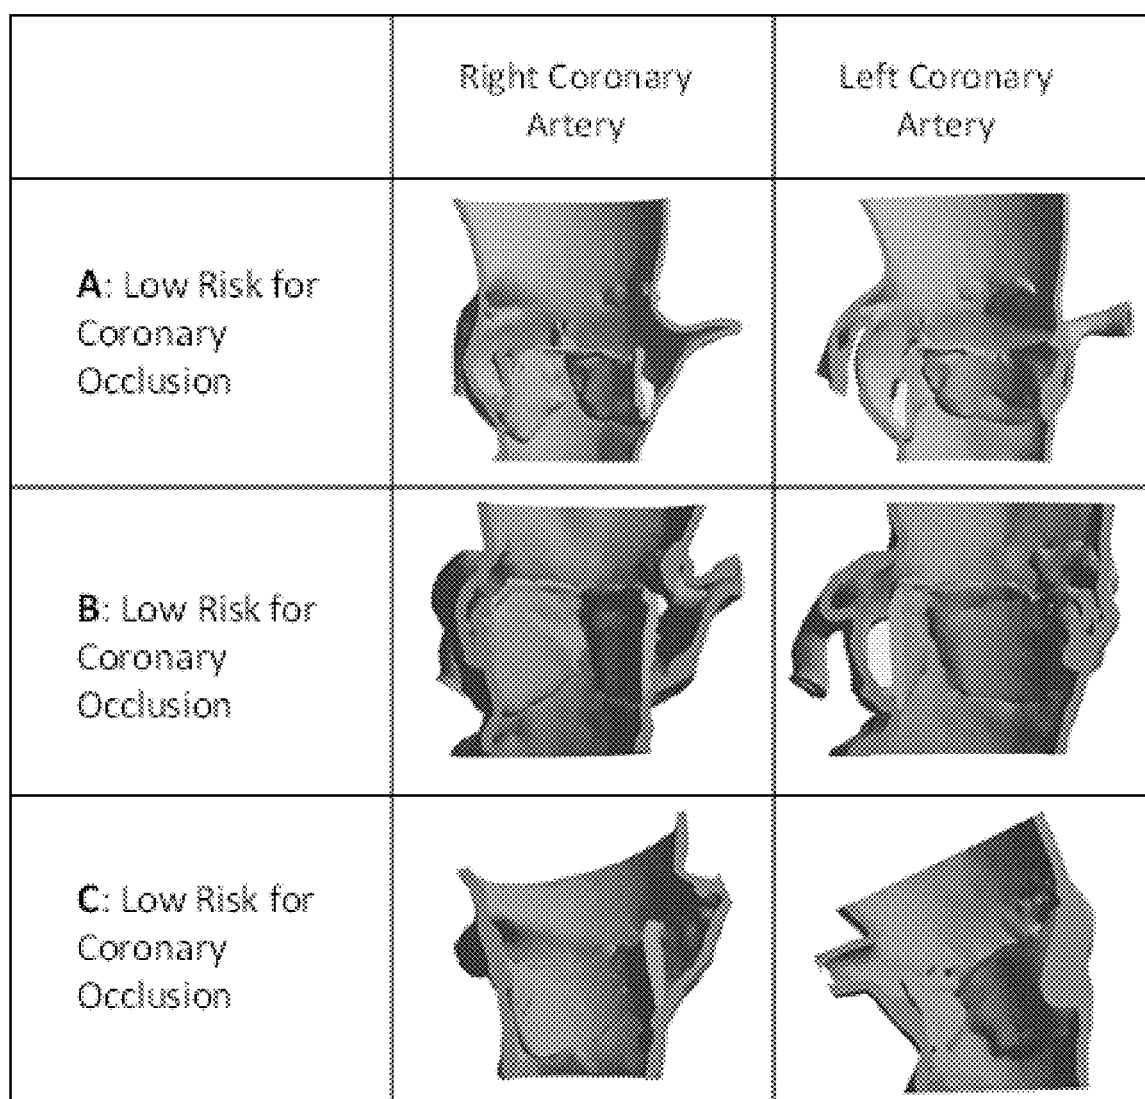 Right Coronary
Artery
Left Coronary
Artery
A: Low Risk for
Coronary
Occlusion
B: Low Risk for
Coronary
Occlusion
C: Low Risk for
Coronary
Occlusion